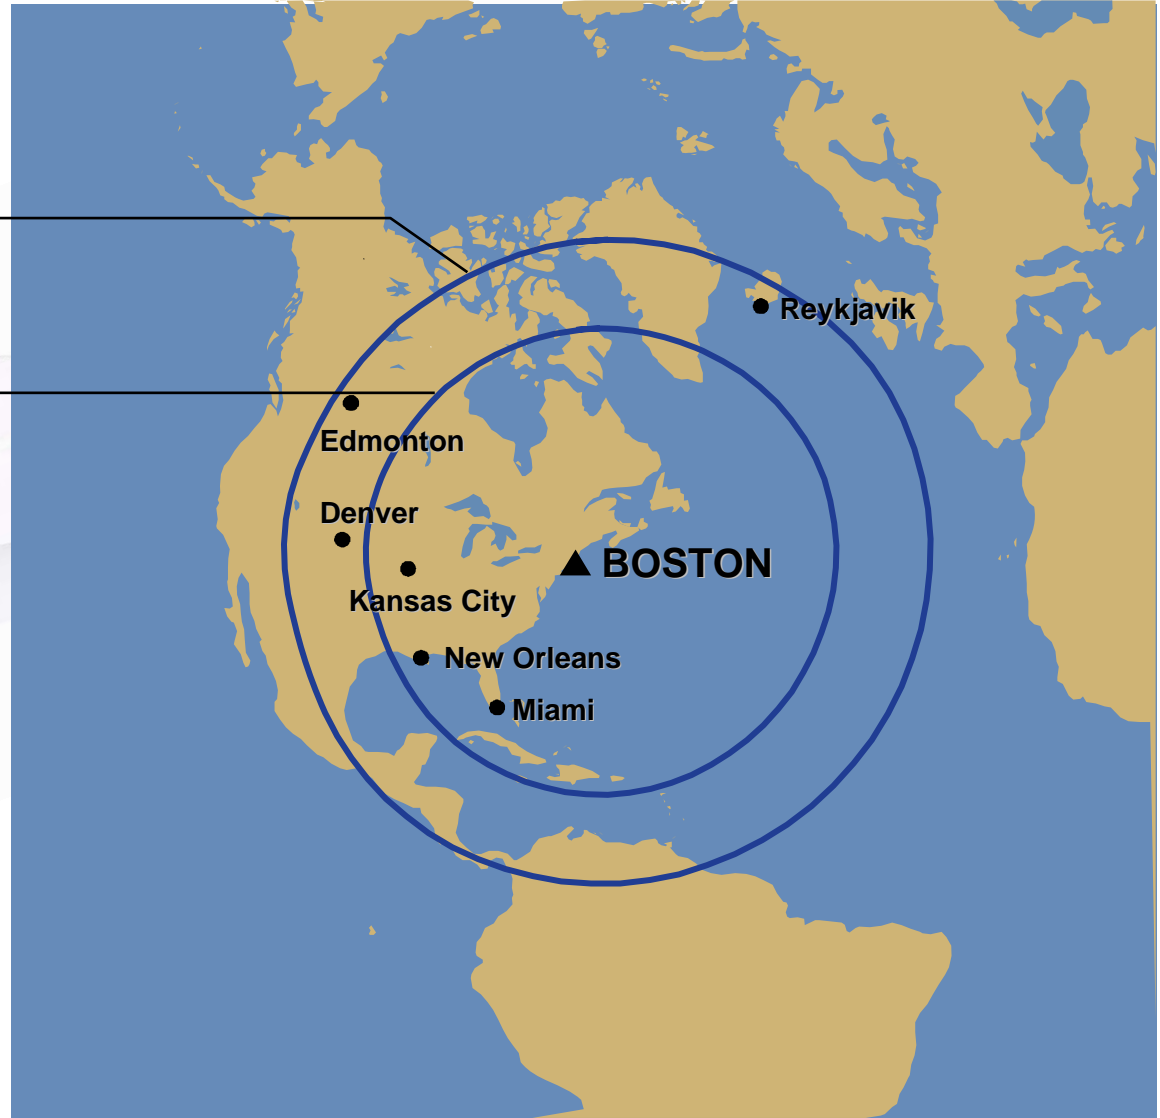 Reykjavik
Edmonton
Denver
BOSTON
Kansas City
New Orleans
Miami